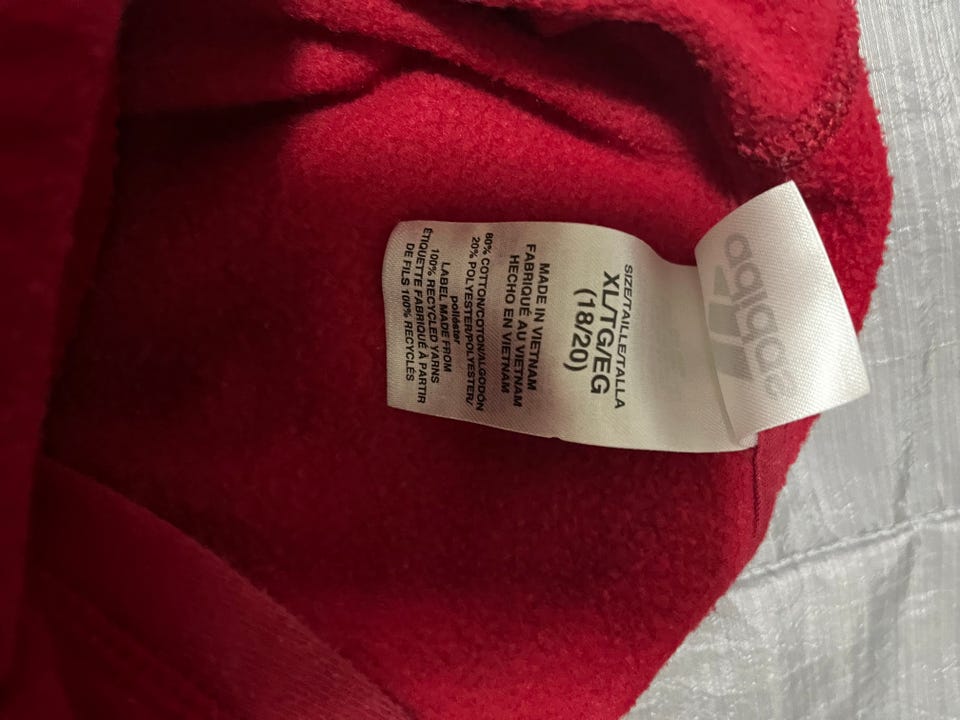 adidas
SIZE/TAILLE/TALLA
XL/TG/EG
(18/20)
MADE IN VIETNAM
FABRIQUÉ AU VIETNAM
HECHO EN VIETNAM
80% COTTON/COTON/ALGODÓN
20% POLYESTER/POLYESTER/
poliéster
LABEL MADE FROM
100% RECYCLED YARNS
ÉTIQUETTE FABRIQUÉ À PARTIR
DE FILS 100% RECYCLÉS